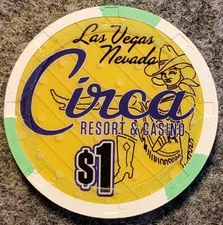 Las Vegas
Nevada
Circa
RESORT & CASINO
$1